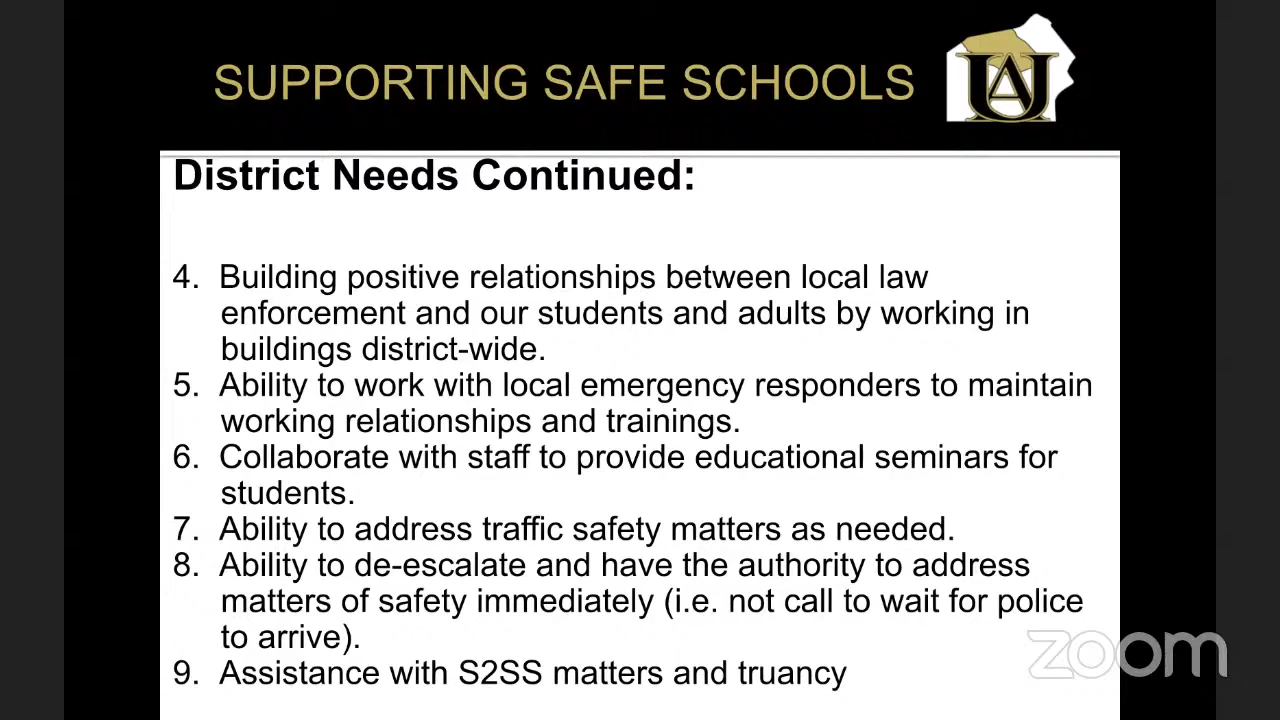 SUPPORTING SAFE SCHOOLS
UA
District Needs Continued:
4. Building positive relationships between local law
enforcement and our students and adults by working in
buildings district-wide.
5. Ability to work with local emergency responders to maintain
working relationships and trainings.
6. Collaborate with staff to provide educational seminars for
students.
7. Ability to address traffic safety matters as needed.
8. Ability to de-escalate and have the authority to address
matters of safety immediately (i.e. not call to wait for police
to arrive).
9. Assistance with S2SS matters and truancy
zoom